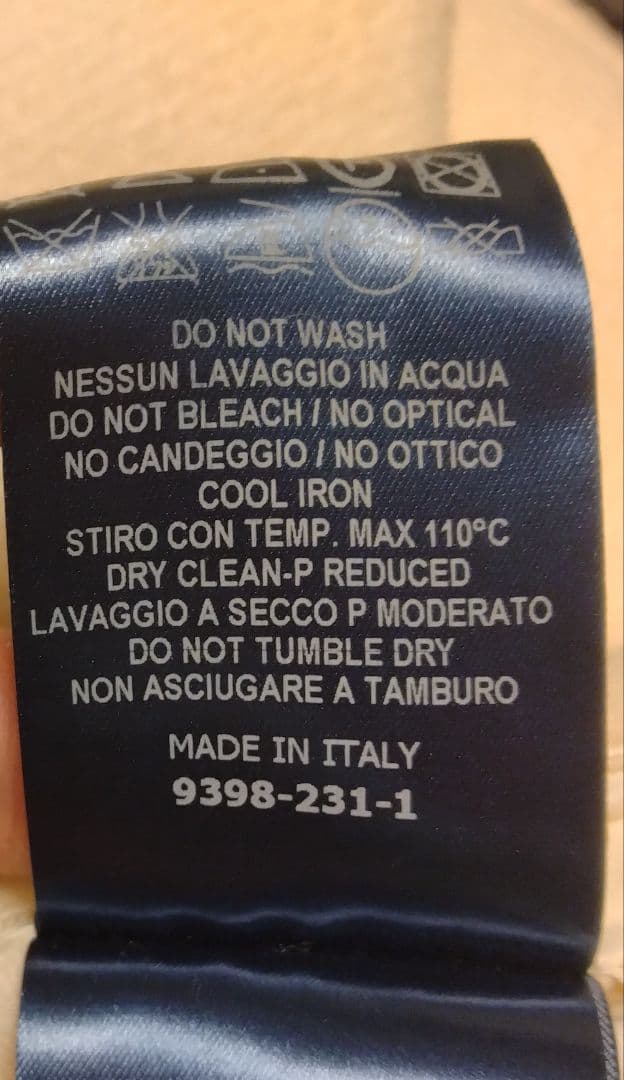 DO NOT WASH
NESSUN LAVAGGIO IN ACQUA
DO NOT BLEACH / NO OPTICAL
NO CANDEGGIO / NO OTTICO
COOL IRON
STIRO CON TEMP. MAX 110°C
DRY CLEAN-P REDUCED
LAVAGGIO A SECCO P MODERATO
DO NOT TUMBLE DRY
NON ASCIUGARE A TAMBURO
MADE IN ITALY
9398-231-1